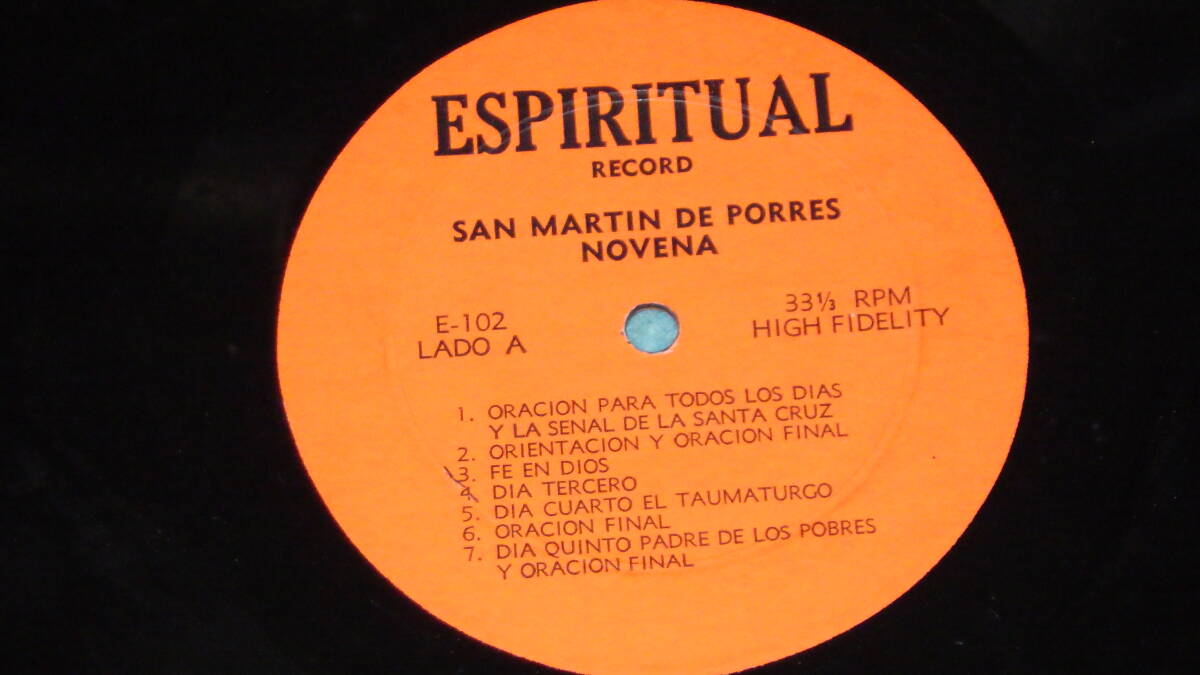 ESPIRITUAL
RECORD
SAN MARTIN DE PORRES
NOVENA
E-102
LADO A
33⅓ RPM
HIGH FIDELITY
1. ORACION PARA TODOS LOS DIAS
Y LA SENAL DE LA SANTA CRUZ
2. ORIENTACION Y ORACION FINAL
3. FE EN DIOS
4. DIA TERCERO
5. DIA CUARTO EL TAUMATURGO
6. ORACION FINAL
7. DIA QUINTO PADRE DE LOS POBRES
Y ORACION FINAL